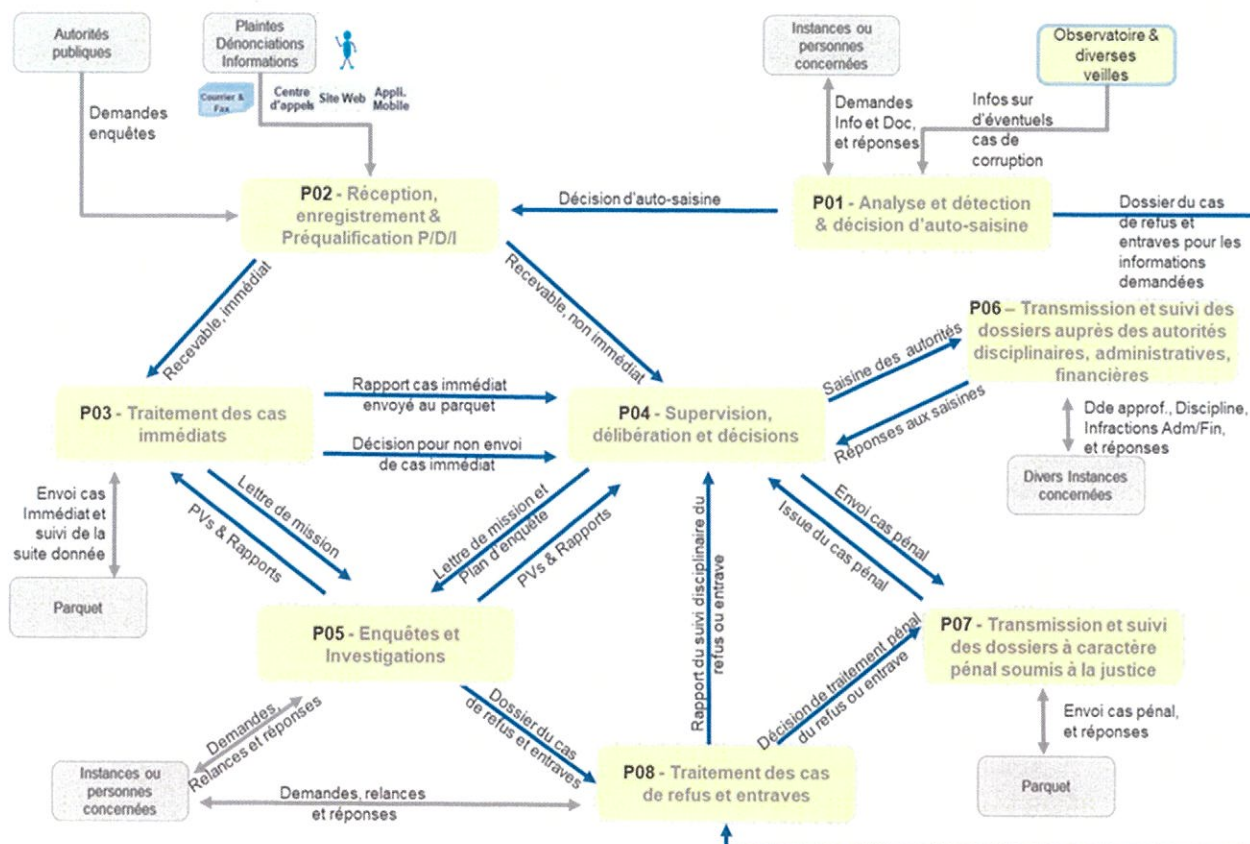 Autorités
publiques
Plaintes
Dénonciations
Informations
Courrier &
Fax
Centre
d'appels
Site Web
Appli.
Mobile
Instances ou
personnes
concernées
Observatoire &
diverses
veilles
Demandes
enquêtes
Demandes
Info et Doc,
et réponses
Infos sur
d'éventuels
cas de
corruption
P02 - Réception,
enregistrement &
Préqualification P/D/I
Décision d'auto-saisine
P01 - Analyse et détection
& décision d'auto-saisine
Dossier du cas
de refus et
entraves pour les
informations
demandées
Recevable, immédiat
Recevable, non immédiat
P06 – Transmission et suivi des
dossiers auprès des autorités
disciplinaires, administratives,
financières
Saisine des autorités
Réponses aux saisines
P03 - Traitement des cas
immédiats
Rapport cas immédiat
envoyé au parquet
Décision pour non envoi
de cas immédiat
P04 - Supervision,
délibération et décisions
Dde approf., Discipline,
Infractions Adm/Fin,
et réponses
Divers Instances
concernées
Envoi cas
Immédiat et
suivi de la
suite donnée
Parquet
Lettre de mission
PVs & Rapports
Lettre de mission et
Plan d'enquête
PVs & Rapports
Rapport du suivi disciplinaire du
refus ou entrave
Envoi cas pénal
Issue du cas pénal
P05 - Enquêtes et
Investigations
P07 - Transmission et suivi
des dossiers à caractère
pénal soumis à la justice
Décision de traitement pénal
du refus ou entrave
Dossier du cas
de refus et entraves
Demandes,
Relances et réponses
Envoi cas pénal,
et réponses
Parquet
Instances ou
personnes
concernées
Demandes, relances
et réponses
P08 - Traitement des cas
de refus et entraves